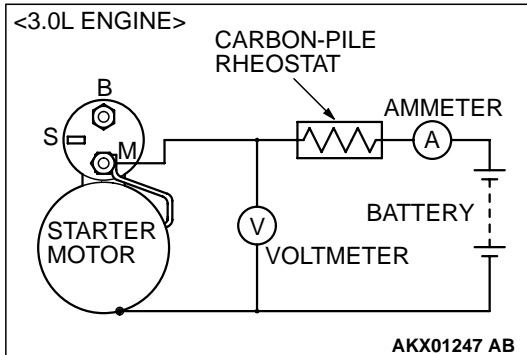 <3.0L ENGINE>
CARBON-PILE
RHEOSTAT
B
AMMETER
S
A
M
BATTERY
STARTER
MOTOR
V
VOLTMETER
AKX01247 AB